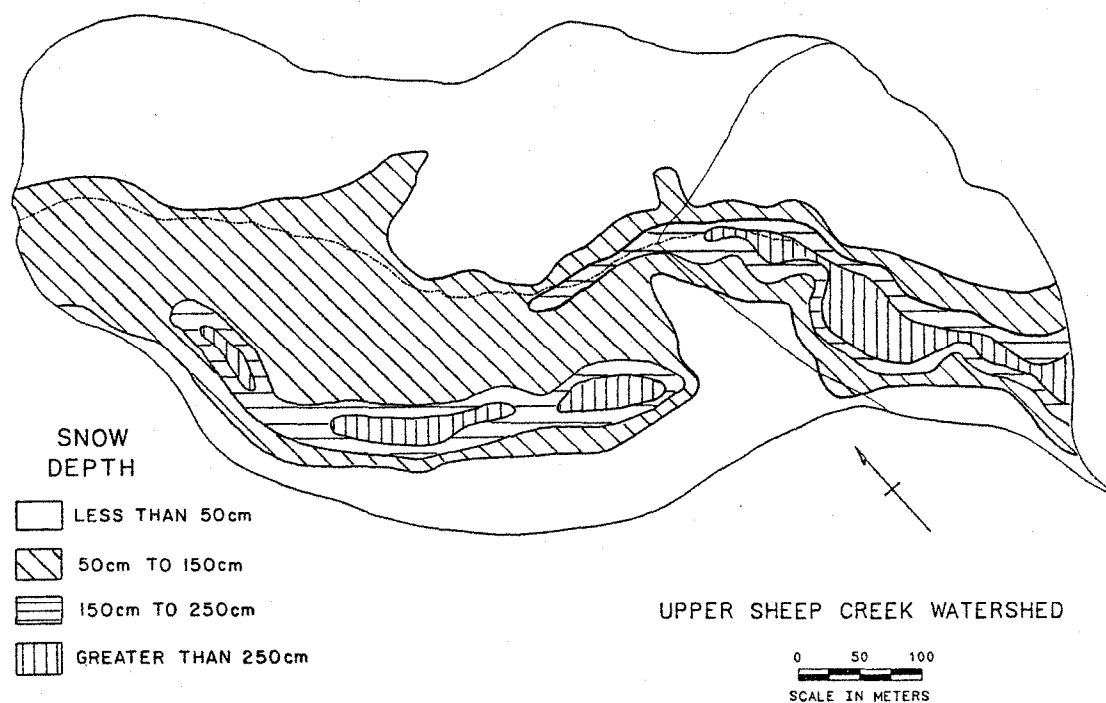 SNOW
DEPTH
LESS THAN 50cm
50cm TO 150cm
150cm TO 250cm
GREATER THAN 250cm
UPPER SHEEP CREEK WATERSHED
0 50 100
SCALE IN METERS